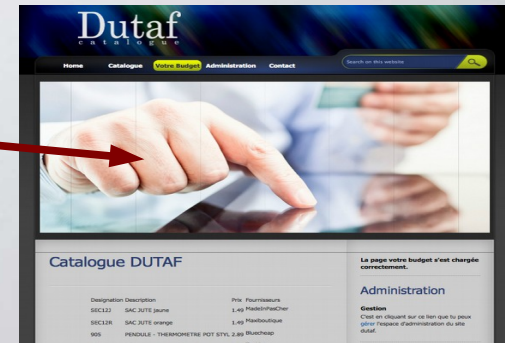 Dutaf
catalogue
Home Catalogue Votre Budget Administration Contact
Search on this website
Catalogue DUTAF
Designation Description Prix Fournisseurs
SEC12J SAC JUTE jaune 1.49 MadeInPasCher
SEC12R SAC JUTE orange 1.49 Maxiboutique
90S PENDULE - THERMOMETRE POT STYL 2.89 Bluecheap
La page votre budget s'est chargée
correctement.
Administration
Gestion
C'est en cliquant sur ce lien que tu peux
gérer l'espace d'administration du site
dutaf.